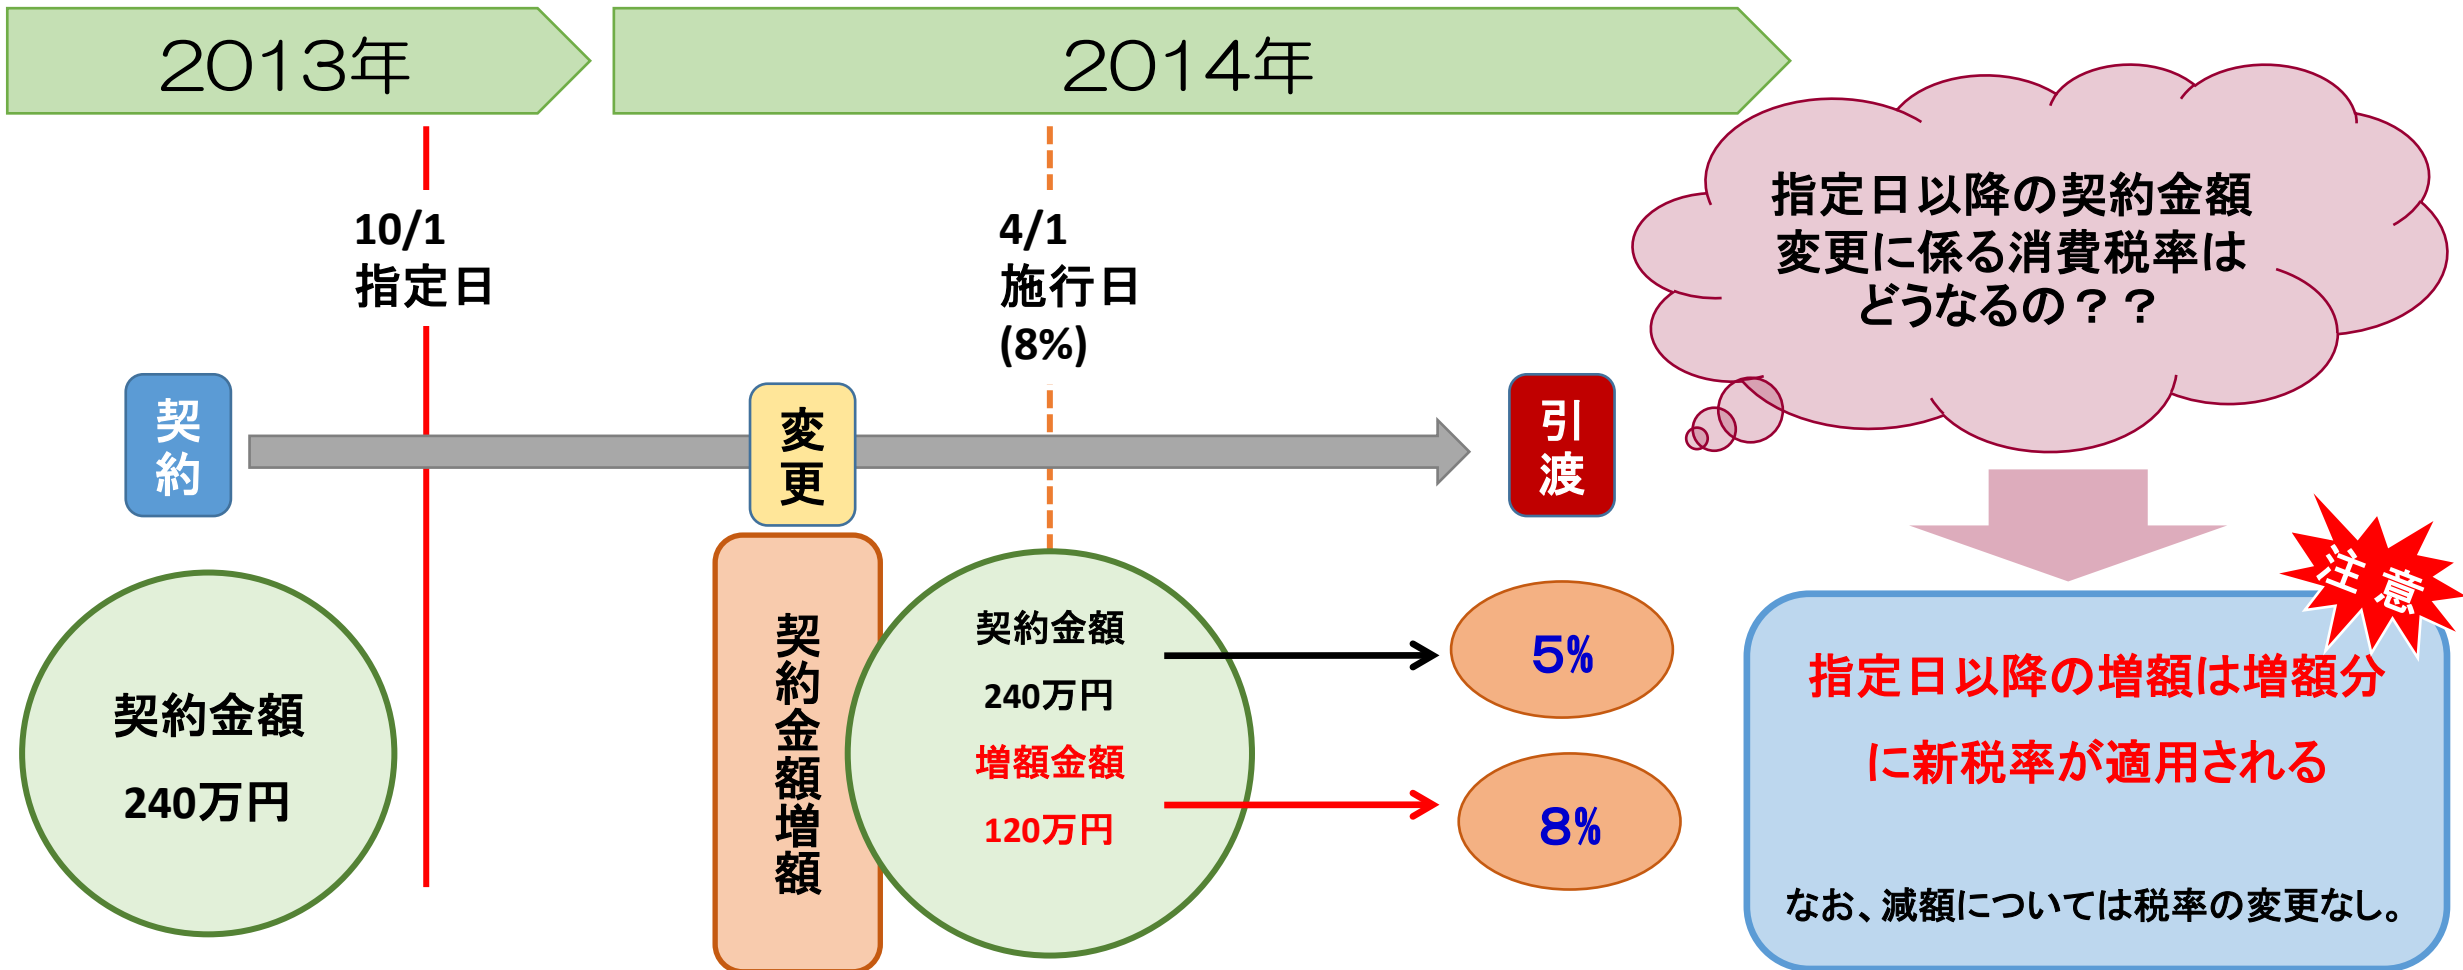 2013年
2014年
10/1
指定日
4/1
施行日
(8%)
契約
変更
引渡
契約金額
240万円
契約金額増額
契約金額
240万円
増額金額
120万円
5%
8%
指定日以降の契約金額
変更に係る消費税率は
どうなるの？？
注意
指定日以降の増額は増額分
に新税率が適用される
なお、減額については税率の変更なし。